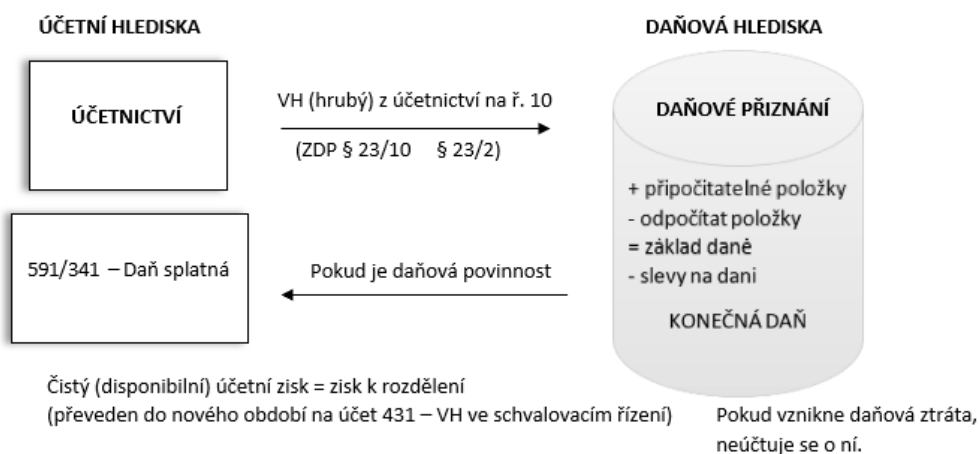 ÚČETNÍ HLEDISKA
DAŇOVÁ HLEDISKA
ÚČETNICTVÍ
VH (hrubý) z účetnictví na ř. 10
(ZDP § 23/10 § 23/2)
DAŇOVÉ PŘIZNÁNÍ
+ připočitatelné položky
- odpočítat položky
= základ daně
- slevy na dani
KONEČNÁ DAŇ
591/341 – Daň splatná
Pokud je daňová povinnost
Čistý (disponibilní) účetní zisk = zisk k rozdělení
(převeden do nového období na účet 431 – VH ve schvalovacím řízení)
Pokud vznikne daňová ztráta,
neúčtuje se o ní.